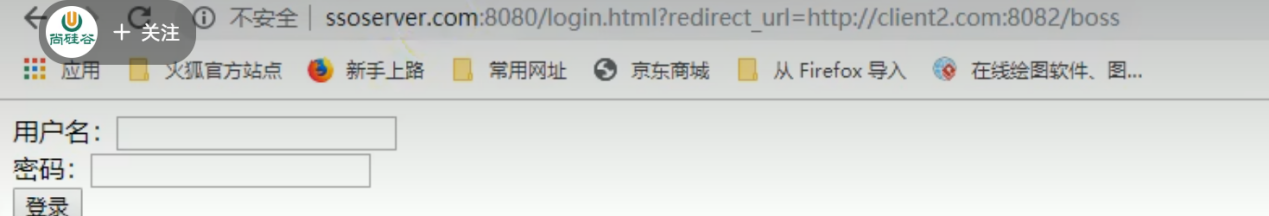 不安全 ssoserver.com:8080/login.html?redirect_url=http://client2.com:8082/boss
尚硅谷 + 关注
应用 火狐官方站点 新手上路 常用网址 京东商城 从 Firefox 导入 在线绘图软件、图...
用户名：
密码：
登录